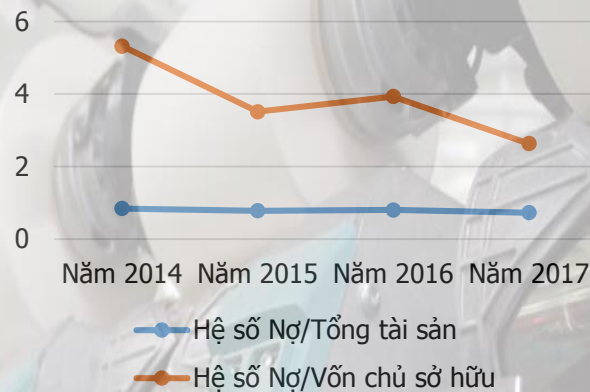 6
4
2
0
Năm 2014 Năm 2015 Năm 2016 Năm 2017
Hệ số Nợ/Tổng tài sản
Hệ số Nợ/Vốn chủ sở hữu